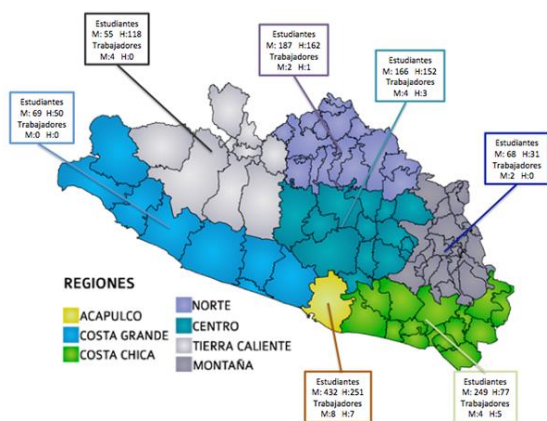 Estudiantes
M: 55 H:118
Trabajadores
M:4 H:0
Estudiantes
M: 187 H:162
Trabajadores
M:2 H:1
Estudiantes
M: 166 H:152
Trabajadores
M:4 H:3
Estudiantes
M: 69 H:50
Trabajadores
M:0 H:0
Estudiantes
M: 68 H:31
Trabajadores
M:2 H:0
REGIONES
ACAPULCO
COSTA GRANDE
COSTA CHICA
NORTE
CENTRO
TIERRA CALIENTE
MONTAÑA
Estudiantes
M: 432 H:251
Trabajadores
M:8 H:7
Estudiantes
M: 249 H:77
Trabajadores
M:4 H:5